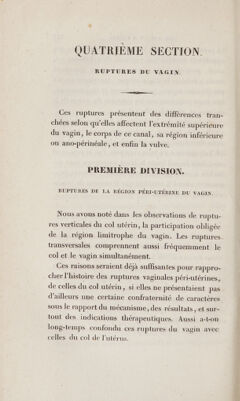 QUATRIÈME SECTION.
RUPTURES DU VAGIN.
Ces ruptures présentent des différences tran-
chées selon qu'elles affectent l'extrémité supérieure
du vagin, le corps de ce canal, sa région inférieure
ou ano-périnéale, et enfin la vulve.
PREMIÈRE DIVISION.
RUPTURES DE LA RÉGION PÉRI-UTÉRINE DU VAGIN.
Nous avons noté dans les observations de ruptu-
res verticales du col utérin, la participation obligée
de la région limitrophe du vagin. Les ruptures
transversales comprennent aussi fréquemment le
col et le vagin simultanément.
Ces raisons seraient déjà suffisantes pour rappro-
cher l'histoire des ruptures vaginales péri-utérines,
de celles du col utérin, si elles ne présentaient pas
d'ailleurs une certaine confraternité de caractères
sous le rapport du mécanisme, des résultats, et sur-
tout des indications thérapeutiques. Aussi a-t-on
long-temps confondu ces ruptures du vagin avec
celles du col de l'utérus.